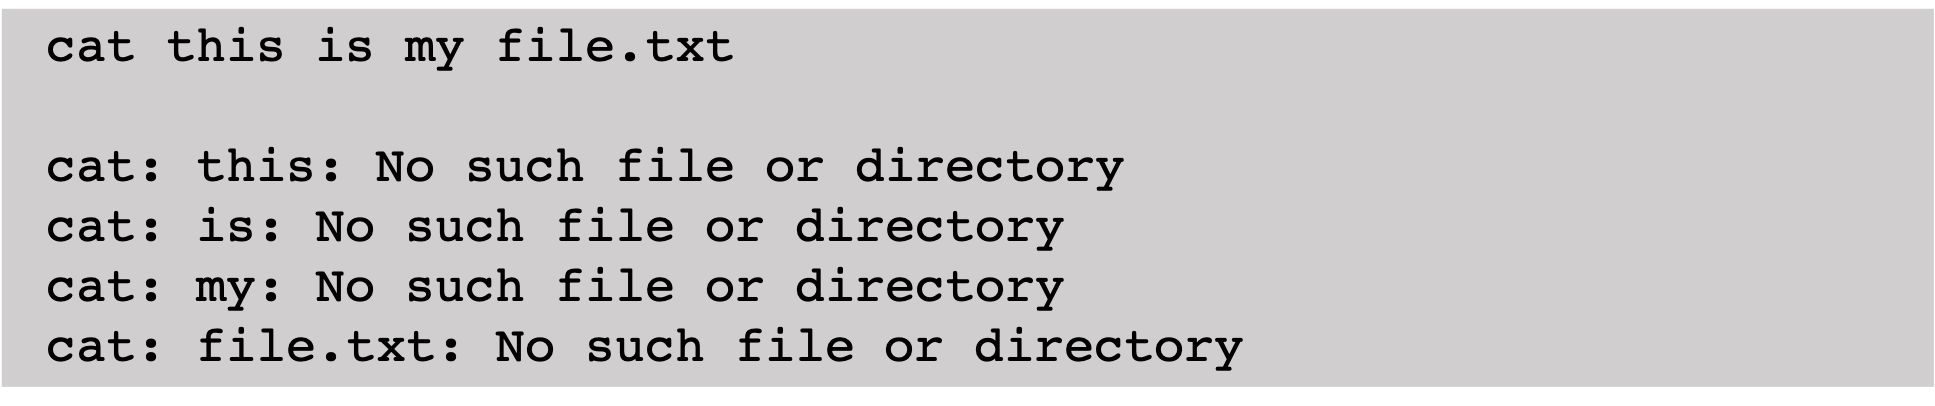 cat this is my file.txt
cat: this: No such file or directory
cat: is: No such file or directory
cat: my: No such file or directory
cat: file.txt: No such file or directory